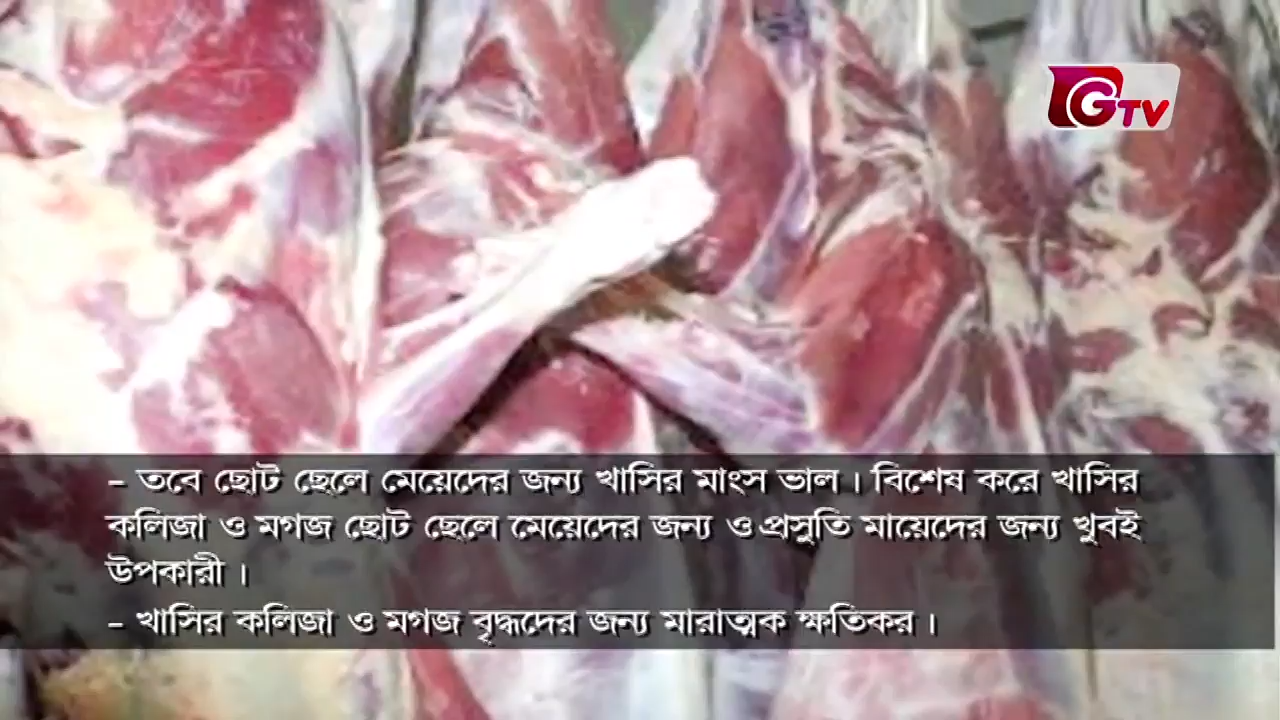 GTV
– তবে ছোট ছেলে মেয়েদের জন্য খাসির মাংস ভাল। বিশেষ করে খাসির
কলিজা ও মগজ ছোট ছেলে মেয়েদের জন্য ও প্রসুতি মায়েদের জন্য খুবই
উপকারী।
– খাসির কলিজা ও মগজ বৃদ্ধদের জন্য মারাত্মক ক্ষতিকর।